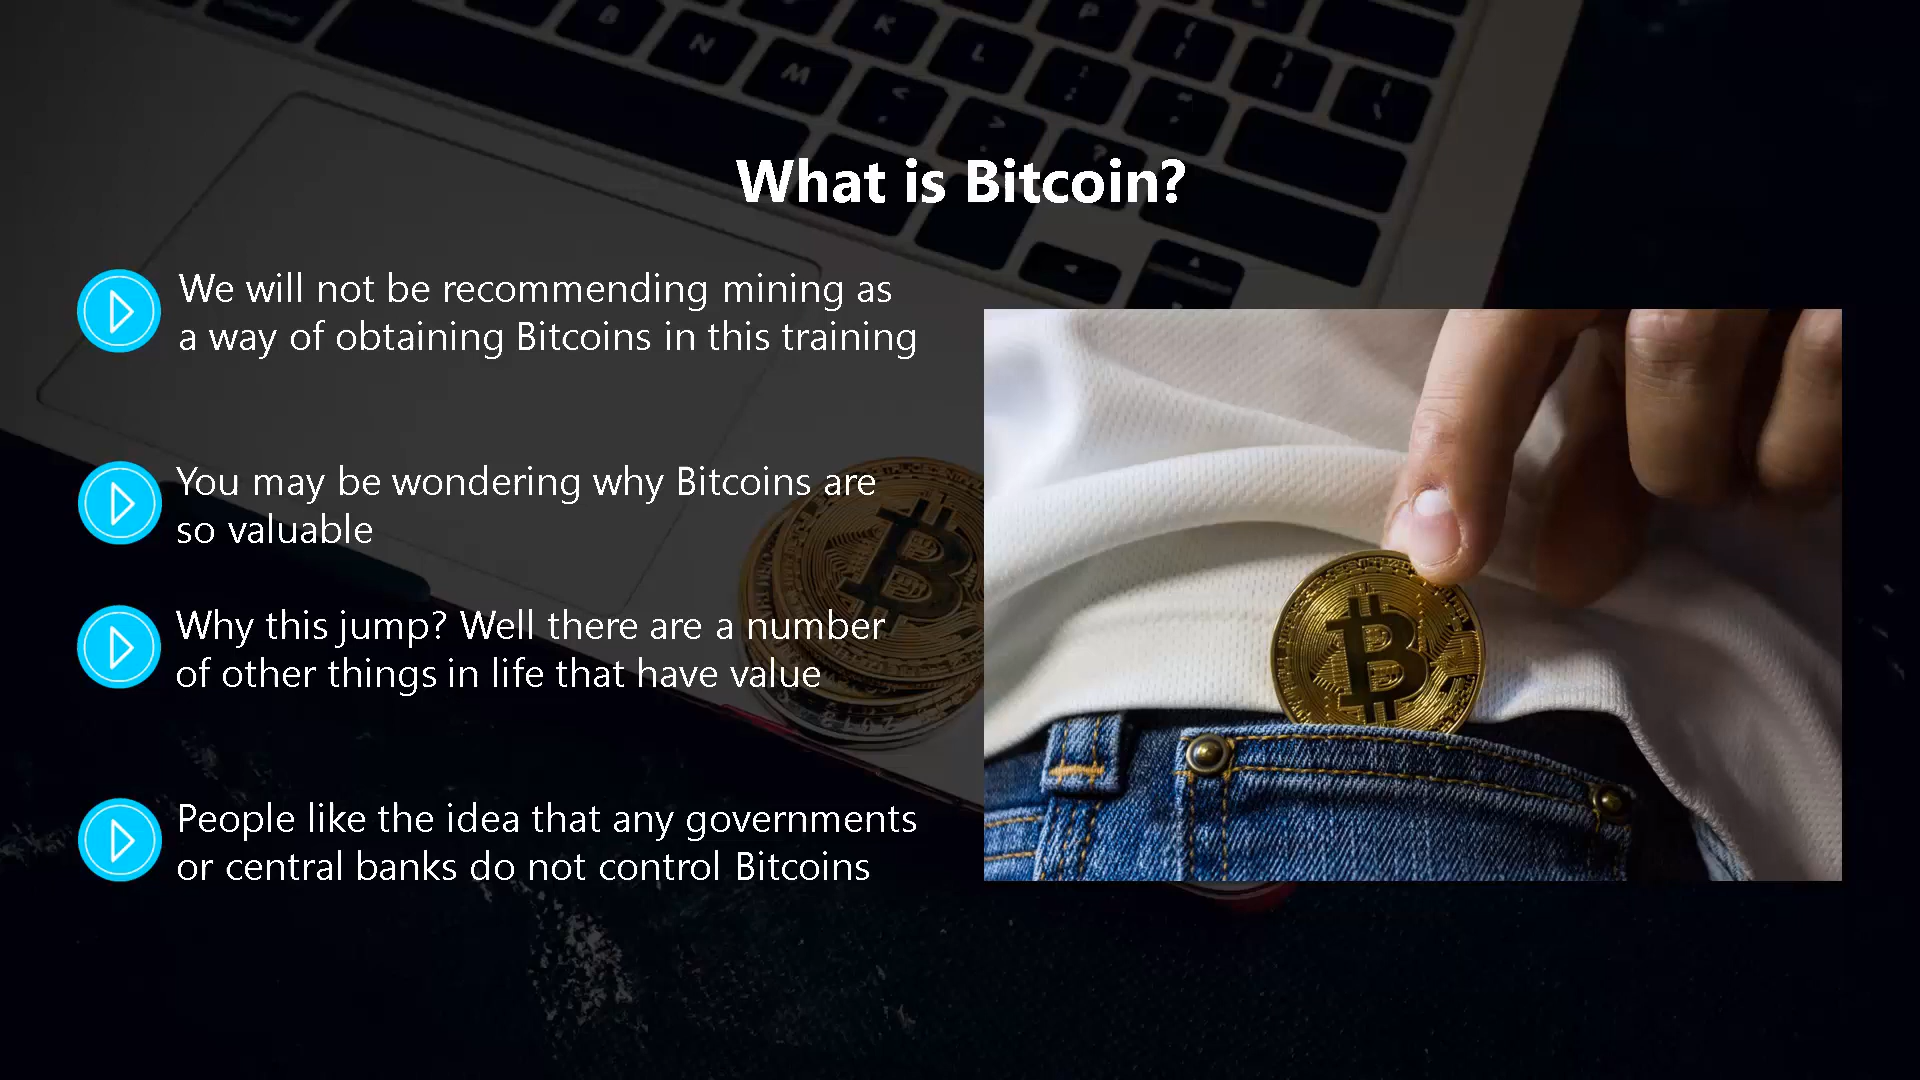 What is Bitcoin?
We will not be recommending mining as
a way of obtaining Bitcoins in this training
You may be wondering why Bitcoins are
so valuable
Why this jump? Well there are a number
of other things in life that have value
People like the idea that any governments
or central banks do not control Bitcoins